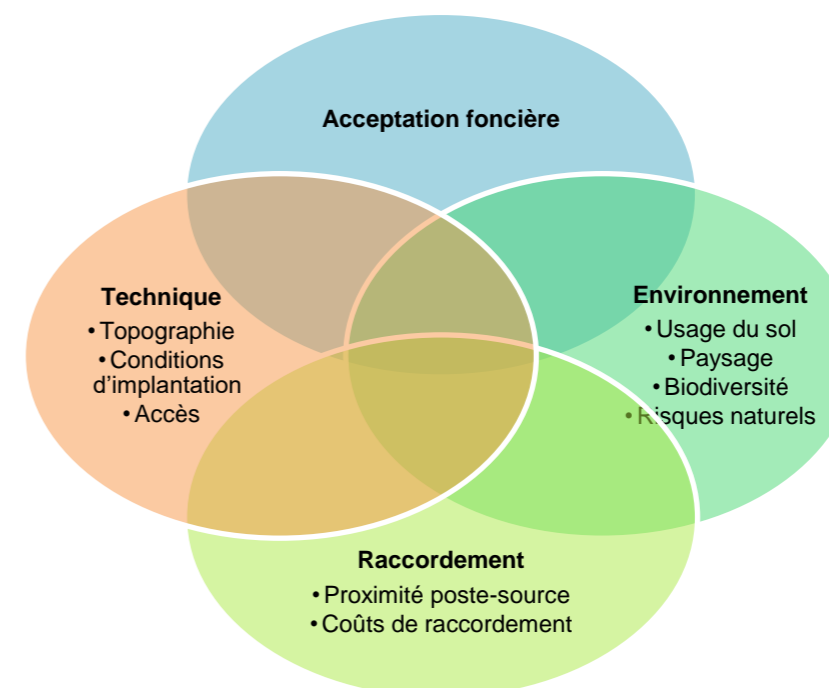 Acceptation foncière
Technique
• Topographie
• Conditions
d'implantation
• Accès
Environnement
• Usage du sol
• Paysage
• Biodiversité
• Risques naturels
Raccordement
• Proximité poste-source
• Coûts de raccordement